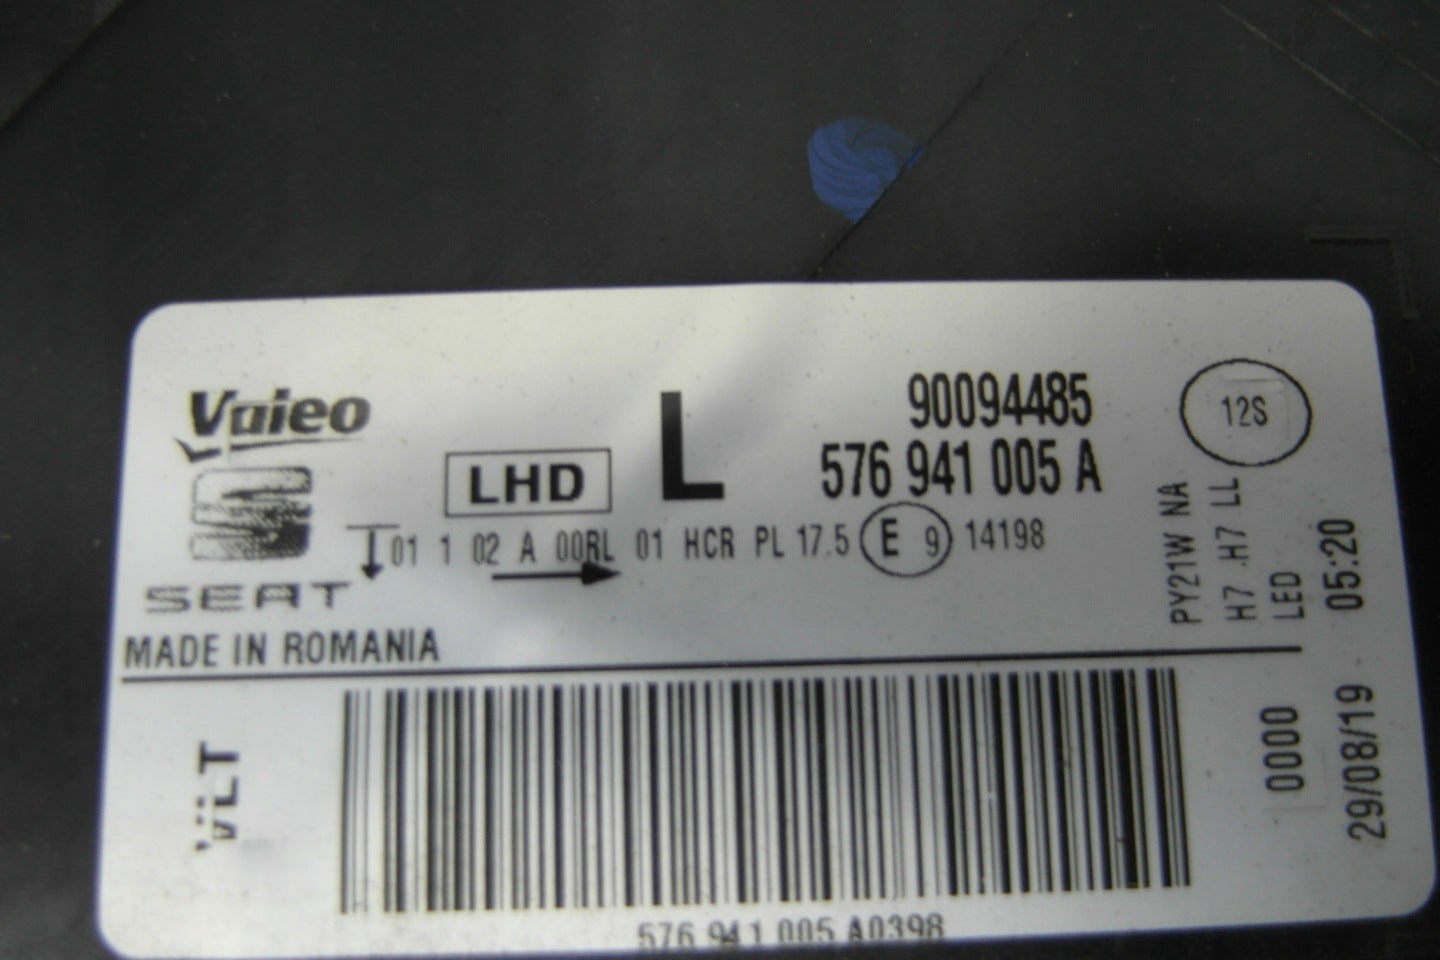 Valeo
SEAT
LHD
L
90094485
576 941 005 A
12S
01 1 02 A 00RL 01 HCR PL 17.5 E 9 14198
MADE IN ROMANIA
PY21W NA
H7 .H7 LL
LED
05:20
0000
29/08/19
VLT
576 941 005 A0398